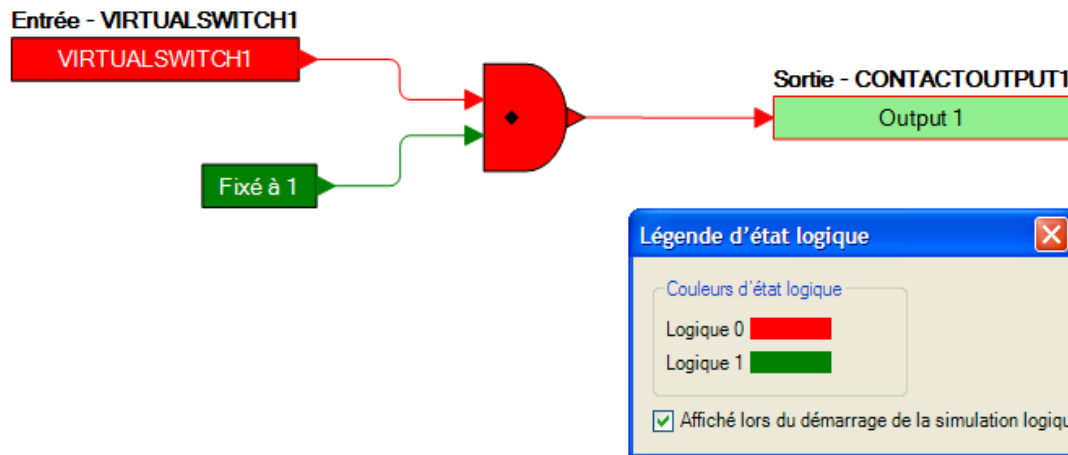 Entrée - VIRTUALSWITCH1
VIRTUALSWITCH1
Sortie - CONTACTOUTPUT1
Output 1
Fixé à 1
Légende d'état logique
Couleurs d'état logique
Logique 0
Logique 1
Affiché lors du démarrage de la simulation logiqu